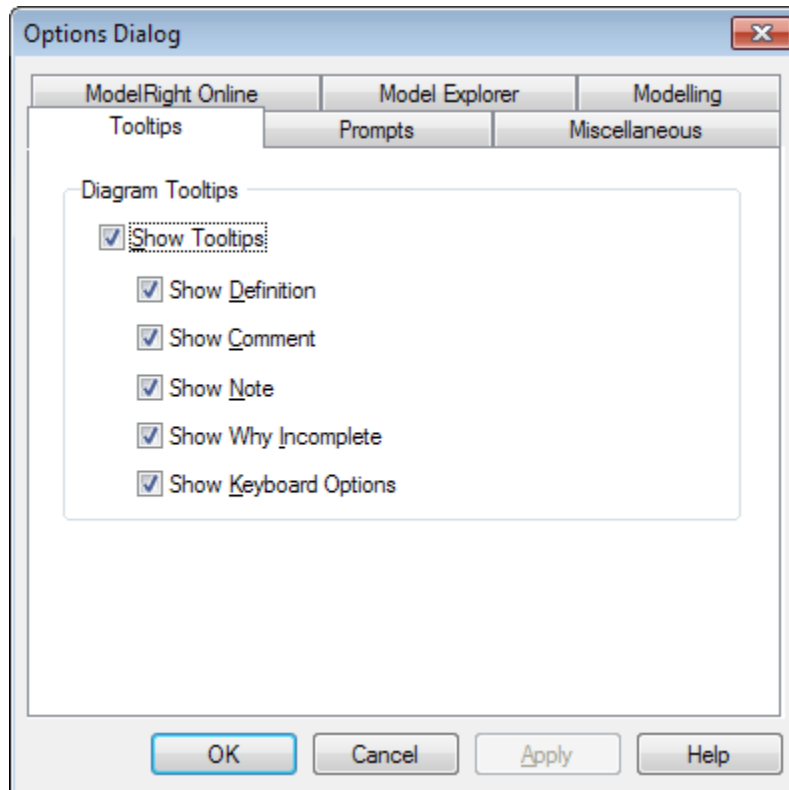 Options Dialog
ModelRight Online Model Explorer Modelling
Tooltips Prompts Miscellaneous
Diagram Tooltips
Show Tooltips
Show Definition
Show Comment
Show Note
Show Why Incomplete
Show Keyboard Options
OK Cancel Apply Help